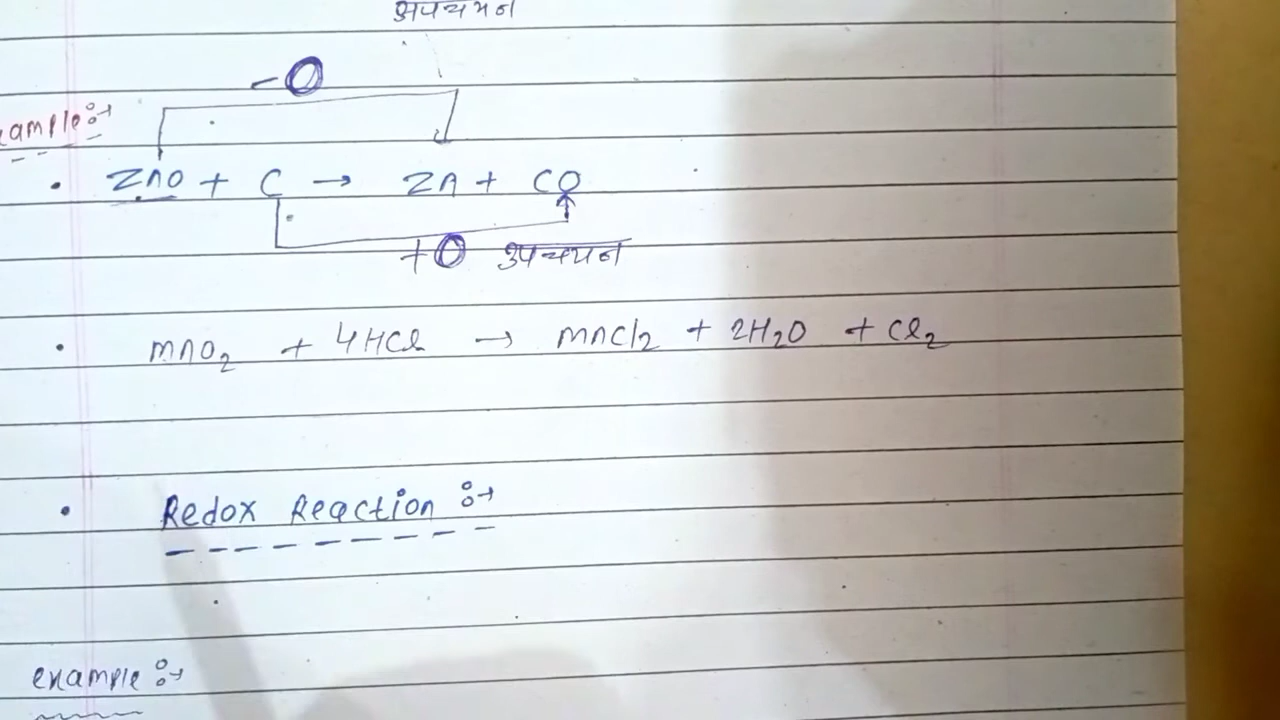 अपचयन
-O
example :→
• ZnO + C → Zn + CO
+O उपचयन
• MnO2 + 4HCl → MnCl2 + 2H2O + Cl2
• Redox Reaction :→
example :→